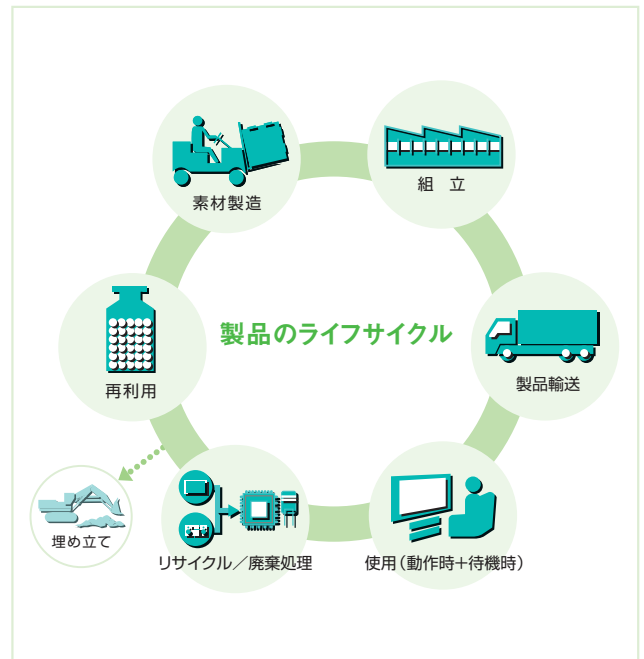 素材製造
組 立
製品のライフサイクル
再利用
製品輸送
埋め立て
リサイクル／廃棄処理
使用（動作時＋待機時）